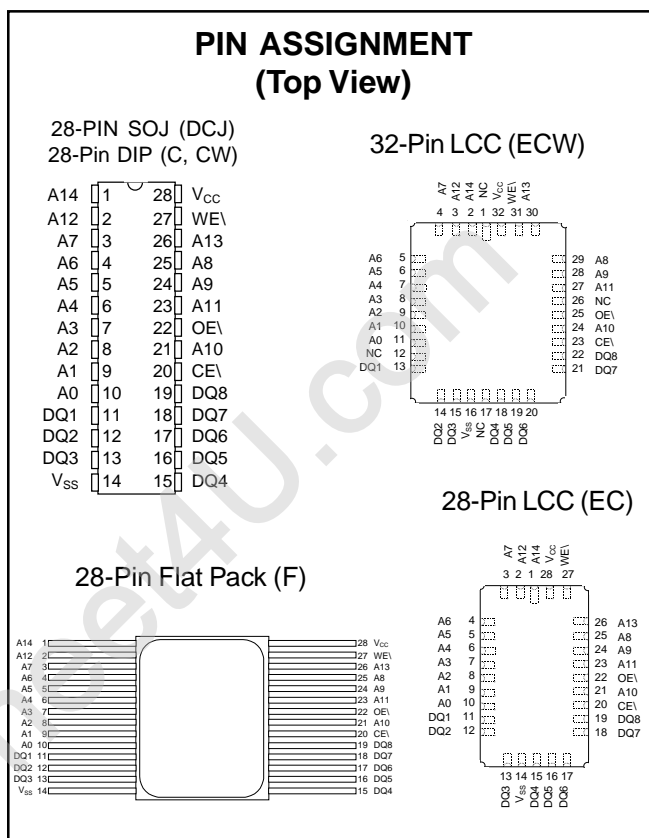 PIN ASSIGNMENT
(Top View)
28-PIN SOJ (DCJ)
28-Pin DIP (C, CW)
A14 1 28 VCC
A12 2 27 WE\
A7 3 26 A13
A6 4 25 A8
A5 5 24 A9
A4 6 23 A11
A3 7 22 OE\
A2 8 21 A10
A1 9 20 CE\
A0 10 19 DQ8
DQ1 11 18 DQ7
DQ2 12 17 DQ6
DQ3 13 16 DQ5
VSS 14 15 DQ4
32-Pin LCC (ECW)
A7 A12 A14 NC VCC WE\ A13
4 3 2 1 32 31 30
A6 5 29 A8
A5 6 28 A9
A4 7 27 A11
A3 8 26 NC
A2 9 25 OE\
A1 10 24 A10
A0 11 23 CE\
NC 12 22 DQ8
DQ1 13 21 DQ7
14 15 16 17 18 19 20
DQ2 DQ3 VSS NC DQ4 DQ5 DQ6
28-Pin Flat Pack (F)
A14 1 28 VCC
A12 2 27 WE\
A7 3 26 A13
A6 4 25 A8
A5 5 24 A9
A4 6 23 A11
A3 7 22 OE\
A2 8 21 A10
A1 9 20 CE\
A0 10 19 DQ8
DQ1 11 18 DQ7
DQ2 12 17 DQ6
DQ3 13 16 DQ5
VSS 14 15 DQ4
28-Pin LCC (EC)
A7 A12 A14 VCC WE\
3 2 1 28 27
A6 4 26 A13
A5 5 25 A8
A4 6 24 A9
A3 7 23 A11
A2 8 22 OE\
A1 9 21 A10
A0 10 20 CE\
DQ1 11 19 DQ8
DQ2 12 18 DQ7
13 14 15 16 17
DQ3 VSS DQ4 DQ5 DQ6
neet4U.com